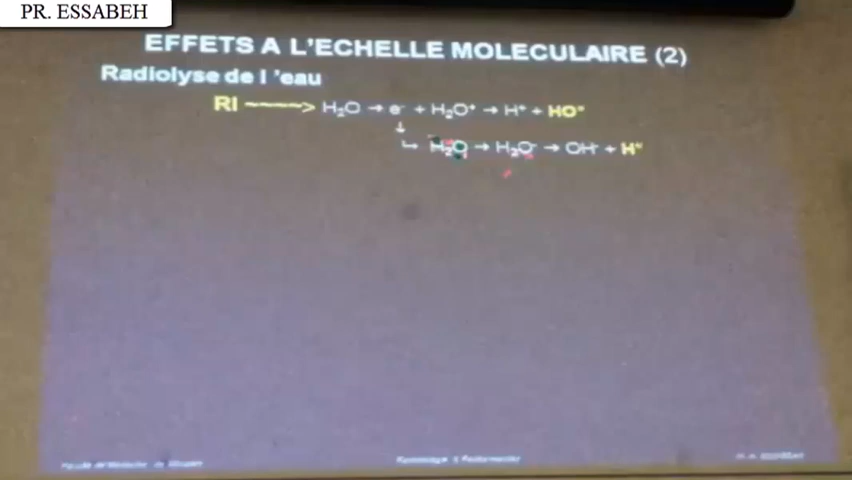 PR. ESSABEH
EFFETS A L'ECHELLE MOLECULAIRE (2)
Radiolyse de l 'eau
RI ~~~~~> H₂O → e⁻ + H₂O⁺ → H⁺ + HO°
↓
↳ H₂O → H₂O⁻ → OH⁻ + H°